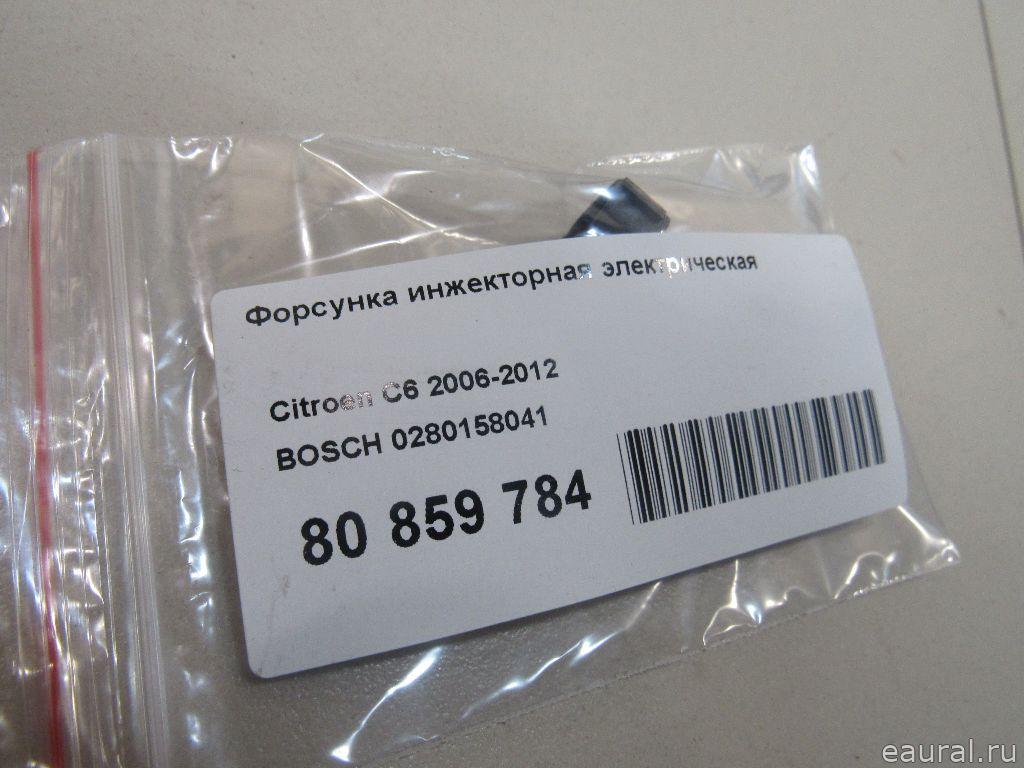 Форсунка инжекторная электрическая
Citroen C6 2006-2012
BOSCH 0280158041
80 859 784
eaural.ru